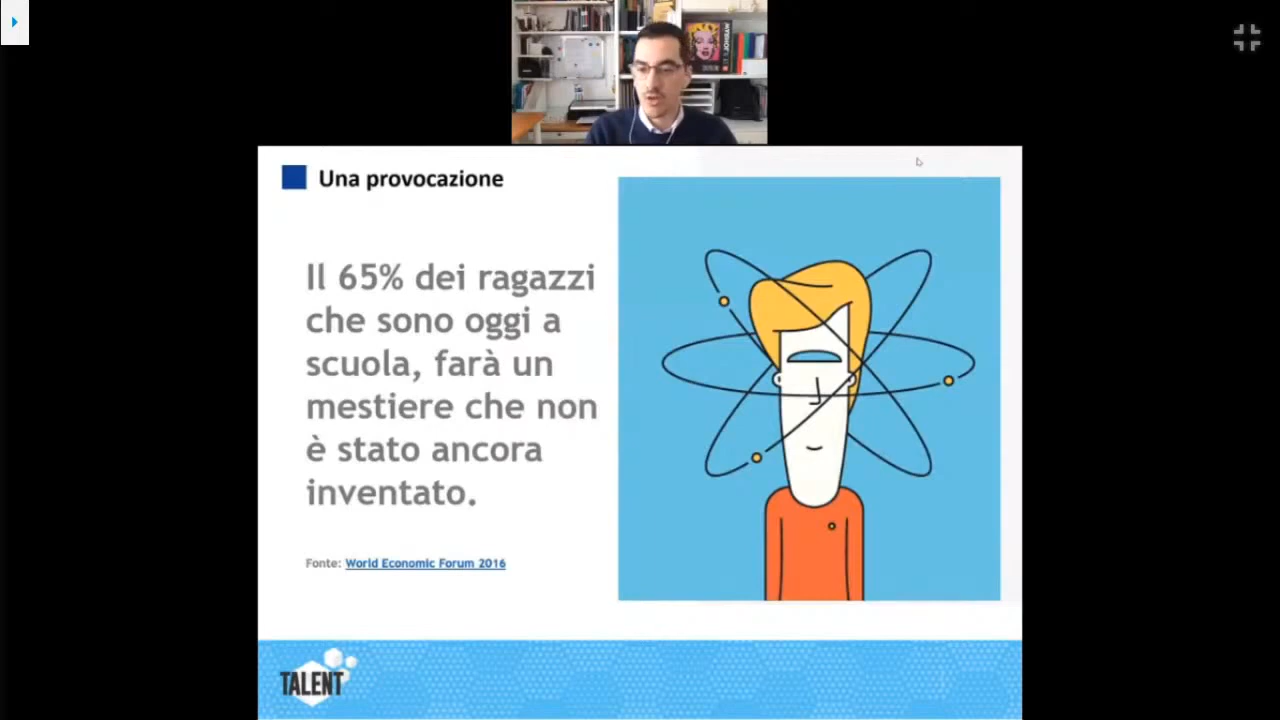 Una provocazione
Il 65% dei ragazzi
che sono oggi a
scuola, farà un
mestiere che non
è stato ancora
inventato.
Fonte: World Economic Forum 2016
TALENT